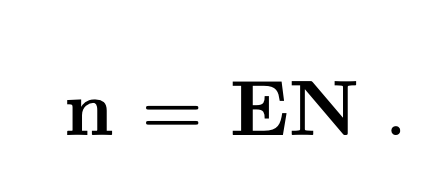 n = EN .